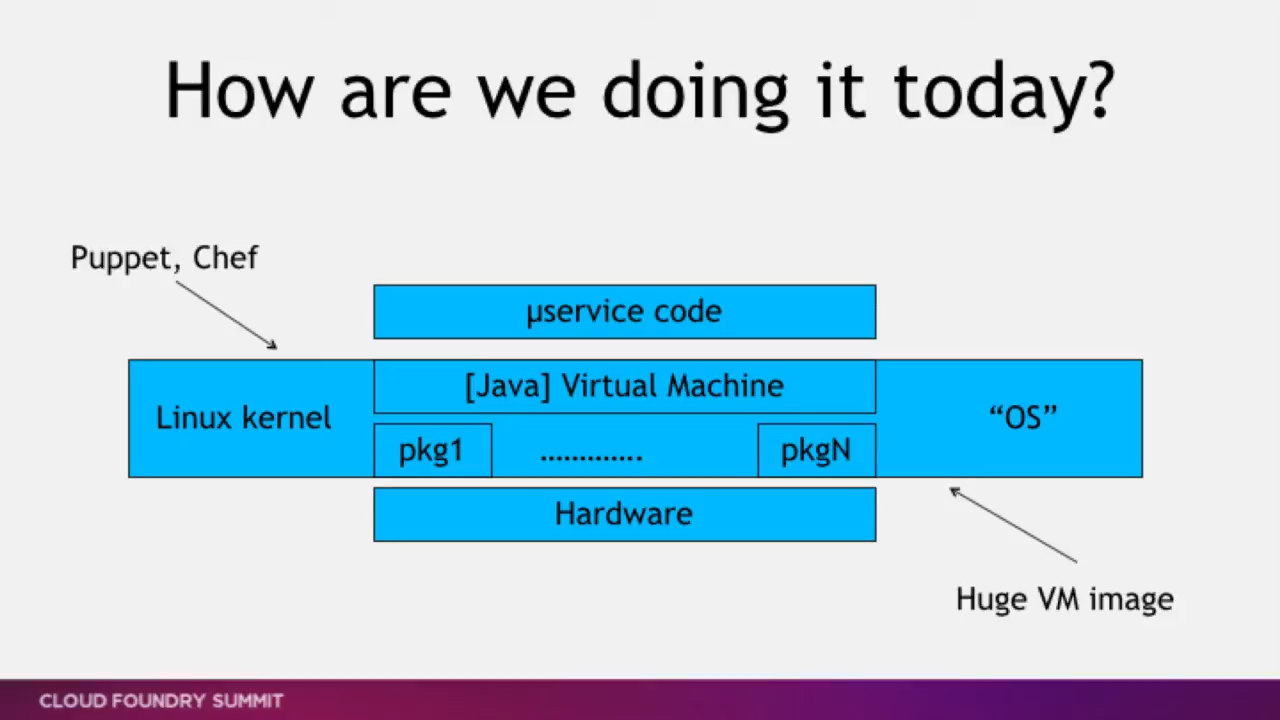 How are we doing it today?
Puppet, Chef
µservice code
[Java] Virtual Machine
Linux kernel
“OS”
pkg1
.............
pkgN
Hardware
Huge VM image
CLOUD FOUNDRY SUMMIT